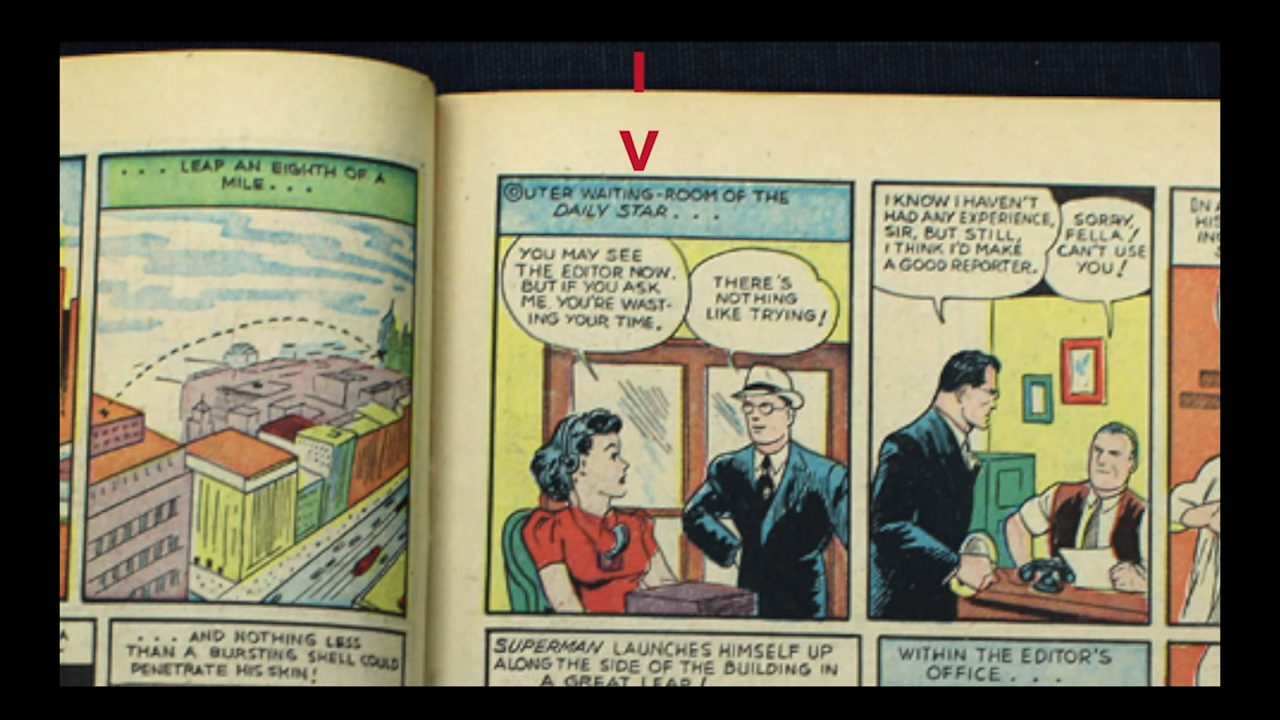 I
V
. . . LEAP AN EIGHTH OF A
MILE . . .
. . . AND NOTHING LESS
THAN A BURSTING SHELL COULD
PENETRATE HIS SKIN!
OUTER WAITING-ROOM OF THE
DAILY STAR . . .
YOU MAY SEE
THE EDITOR NOW.
BUT IF YOU ASK
ME, YOU'RE WAST-
ING YOUR TIME.
THERE'S
NOTHING
LIKE TRYING!
I KNOW I HAVEN'T
HAD ANY EXPERIENCE,
SIR, BUT STILL,
I THINK I'D MAKE
A GOOD REPORTER.
SORRY,
FELLA!
CAN'T USE
YOU!
SUPERMAN LAUNCHES HIMSELF UP
ALONG THE SIDE OF THE BUILDING IN
A GREAT LEAP!
WITHIN THE EDITOR'S
OFFICE . . .